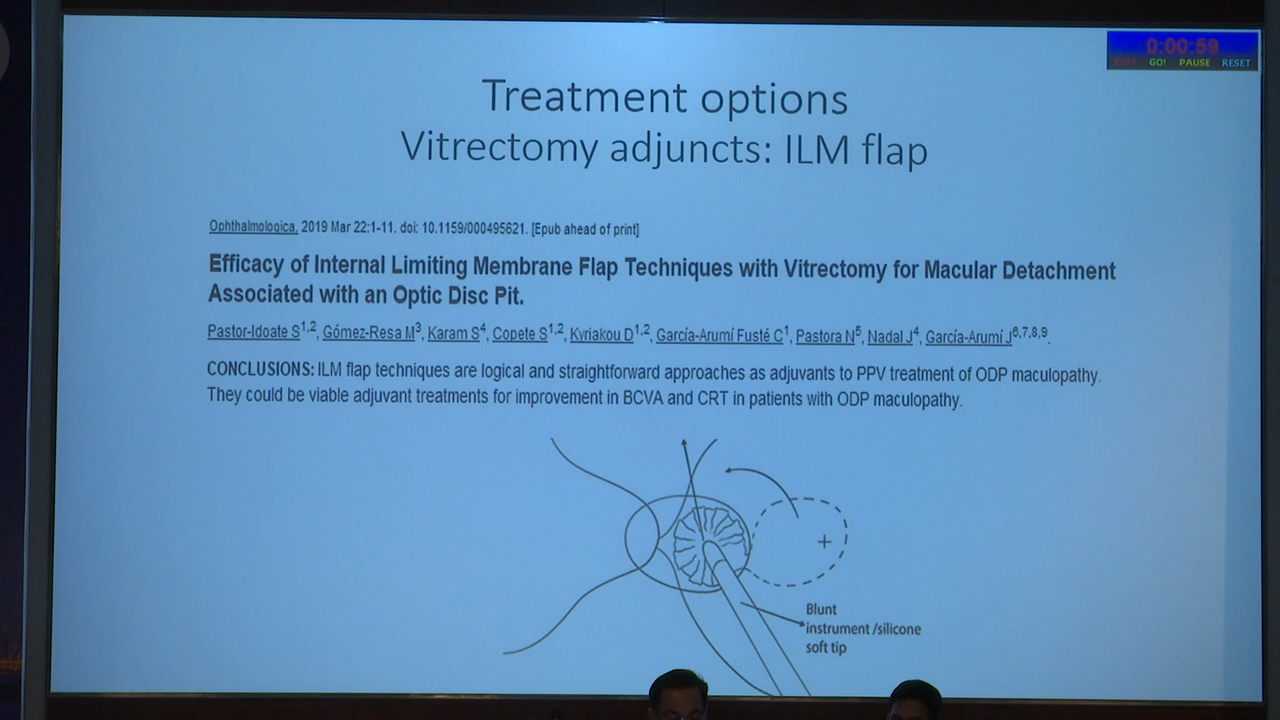 0:00.59
EXIT GO! PAUSE RESET
Treatment options
Vitrectomy adjuncts: ILM flap
Ophthalmologica. 2019 Mar 22:1-11. doi: 10.1159/000495621. [Epub ahead of print]
Efficacy of Internal Limiting Membrane Flap Techniques with Vitrectomy for Macular Detachment
Associated with an Optic Disc Pit.
Pastor-Idoate S1,2, Gómez-Resa M3, Karam S4, Copete S1,2, Kyriakou D1,2, García-Arumí Fusté C1, Pastora N5, Nadal J4, García-Arumí J6,7,8,9.
CONCLUSIONS: ILM flap techniques are logical and straightforward approaches as adjuvants to PPV treatment of ODP maculopathy.
They could be viable adjuvant treatments for improvement in BCVA and CRT in patients with ODP maculopathy.
+
Blunt
instrument /silicone
soft tip